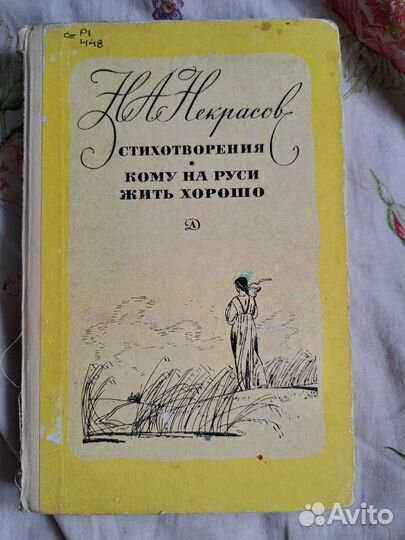 Ст Р1
448
Н А Некрасов
СТИХОТВОРЕНИЯ
•
КОМУ НА РУСИ
ЖИТЬ ХОРОШО
Д
Avito